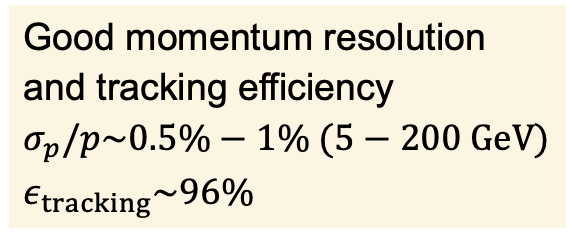 Good momentum resolution
and tracking efficiency
σₚ/p~0.5% − 1% (5 − 200 GeV)
ϵtracking~96%